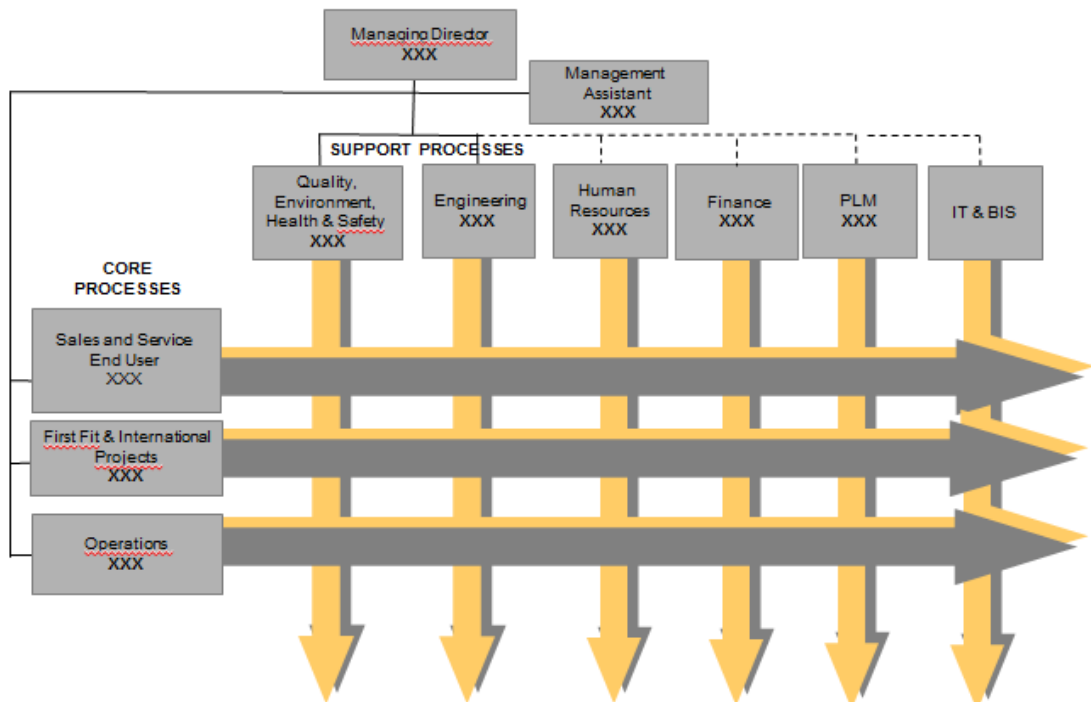 Managing Director
XXX
Management
Assistant
XXX
SUPPORT PROCESSES
Quality,
Environment,
Health & Safety
XXX
Engineering
XXX
Human
Resources
XXX
Finance
XXX
PLM
XXX
IT & BIS
CORE
PROCESSES
Sales and Service
End User
XXX
First Fit & International
Projects
XXX
Operations
XXX